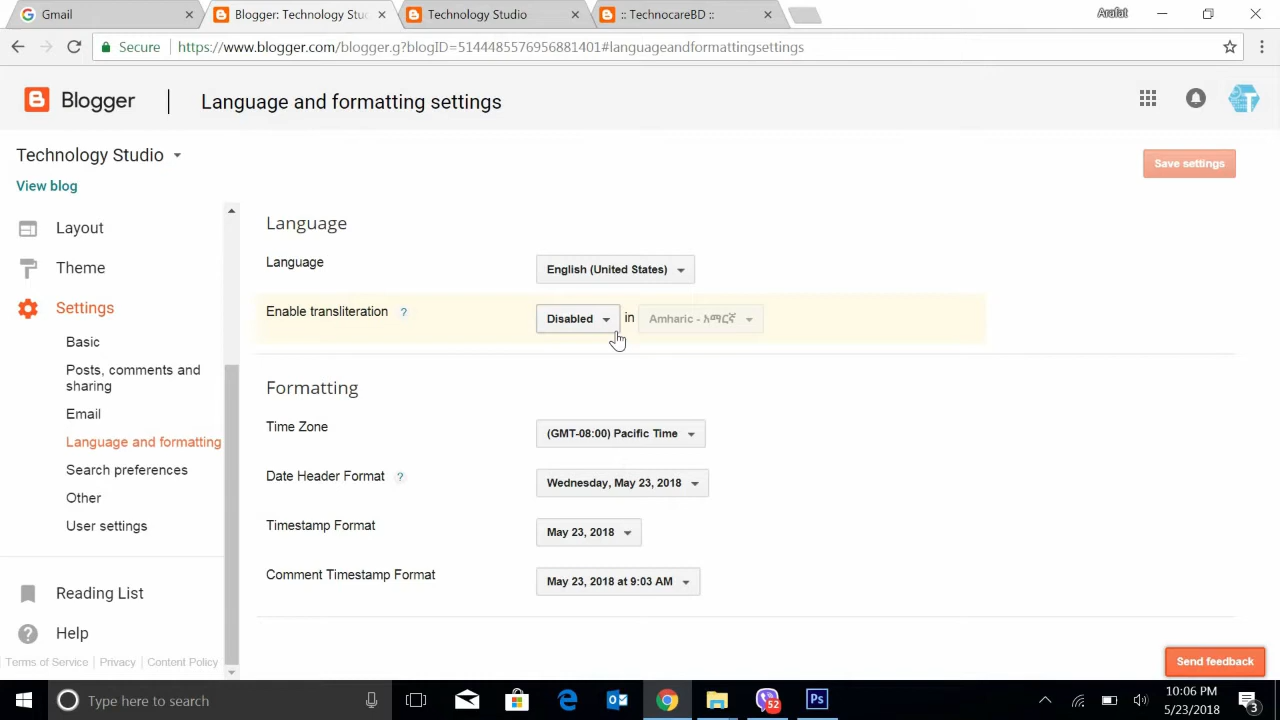 Gmail
Blogger: Technology Stu
Technology Studio
:: TechnocareBD ::
Arafat
Secure
https://www.blogger.com/blogger.g?blogID=5144485576956881401#languageandformattingsettings
Blogger
Language and formatting settings
Technology Studio
View blog
Save settings
Layout
Theme
Settings
Basic
Posts, comments and
sharing
Email
Language and formatting
Search preferences
Other
User settings
Reading List
Help
Terms of Service | Privacy | Content Policy
Language
Language
English (United States)
Enable transliteration ?
Disabled
in
Amharic - አማርኛ
Formatting
Time Zone
(GMT-08:00) Pacific Time
Date Header Format ?
Wednesday, May 23, 2018
Timestamp Format
May 23, 2018
Comment Timestamp Format
May 23, 2018 at 9:03 AM
Send feedback
Type here to search
52
Ps
10:06 PM
5/23/2018
3